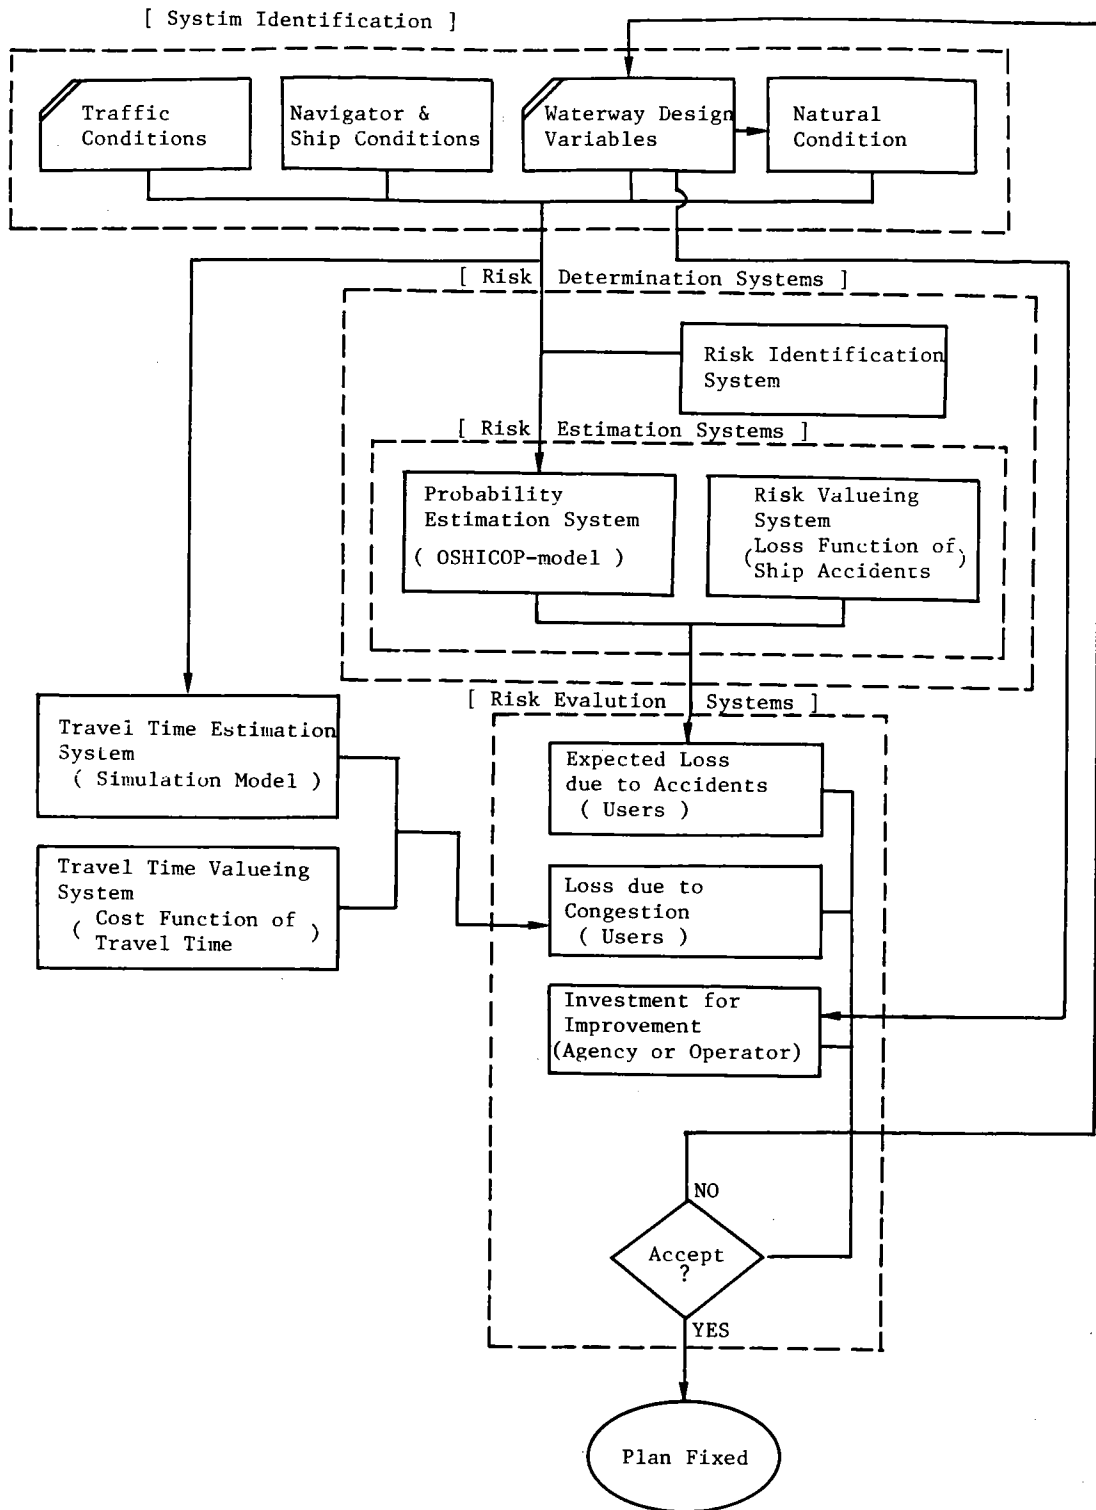 [ Systim Identification ]
Traffic
Conditions
Navigator &
Ship Conditions
Waterway Design
Variables
Natural
Condition
[ Risk Determination Systems ]
Risk Identification
System
[ Risk Estimation Systems ]
Probability
Estimation System
( OSHICOP-model )
Risk Valueing
System
( Loss Function of )
Ship Accidents
[ Risk Evalution Systems ]
Travel Time Estimation
System
( Simulation Model )
Travel Time Valueing
System
( Cost Function of )
Travel Time
Expected Loss
due to Accidents
( Users )
Loss due to
Congestion
( Users )
Investment for
Improvement
(Agency or Operator)
NO
Accept
?
YES
Plan Fixed